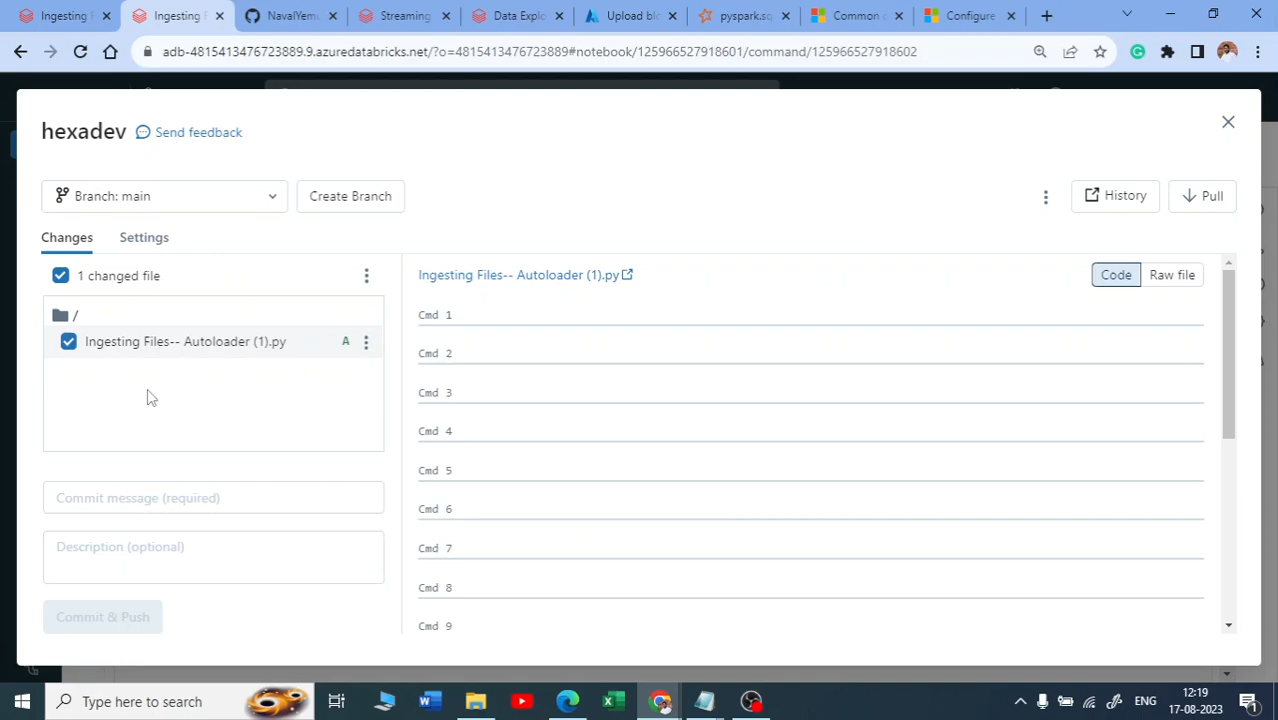 Ingesting F
Ingesting F
NavalYemu
Streaming
Data Explo
Upload blo
pyspark.sq
Common c
Configure
adb-4815413476723889.9.azuredatabricks.net/?o=4815413476723889#notebook/125966527918601/command/125966527918602
hexadev Send feedback
Branch: main Create Branch History Pull
Changes Settings
1 changed file
/
Ingesting Files-- Autoloader (1).py A
Commit message (required)
Description (optional)
Commit & Push
Ingesting Files-- Autoloader (1).py Code Raw file
Cmd 1
Cmd 2
Cmd 3
Cmd 4
Cmd 5
Cmd 6
Cmd 7
Cmd 8
Cmd 9
Type here to search
ENG
12:19
17-08-2023
1